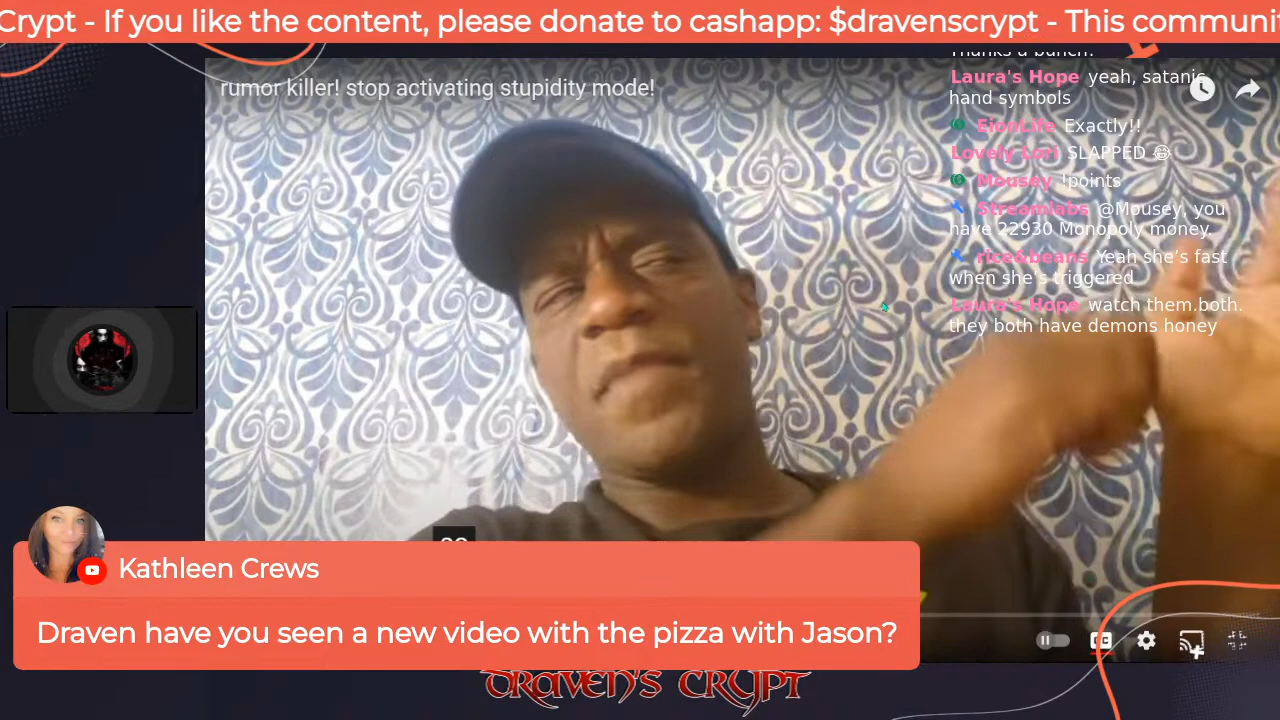 Crypt - If you like the content, please donate to cashapp: $dravenscrypt - This communi
rumor killer! stop activating stupidity mode!
Thanks a bunch!
Laura's Hope yeah, satanic
hand symbols
EionLife Exactly!!
Lovely Lori SLAPPED 😂
Mousey !points
Streamlabs @Mousey, you
have 22930 Monopoly money.
rice&beans Yeah she's fast
when she's triggered
Laura's Hope watch them.both.
they both have demons honey
Kathleen Crews
Draven have you seen a new video with the pizza with Jason?
CC
DRAVEN'S CRYPT